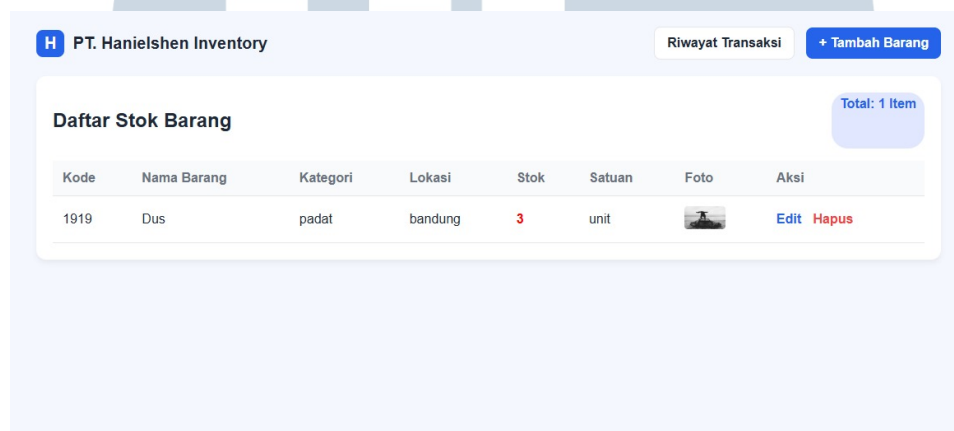 H PT. Hanielshen Inventory Riwayat Transaksi + Tambah Barang
Daftar Stok Barang Total: 1 Item
Kode Nama Barang Kategori Lokasi Stok Satuan Foto Aksi
1919 Dus padat bandung 3 unit Edit Hapus